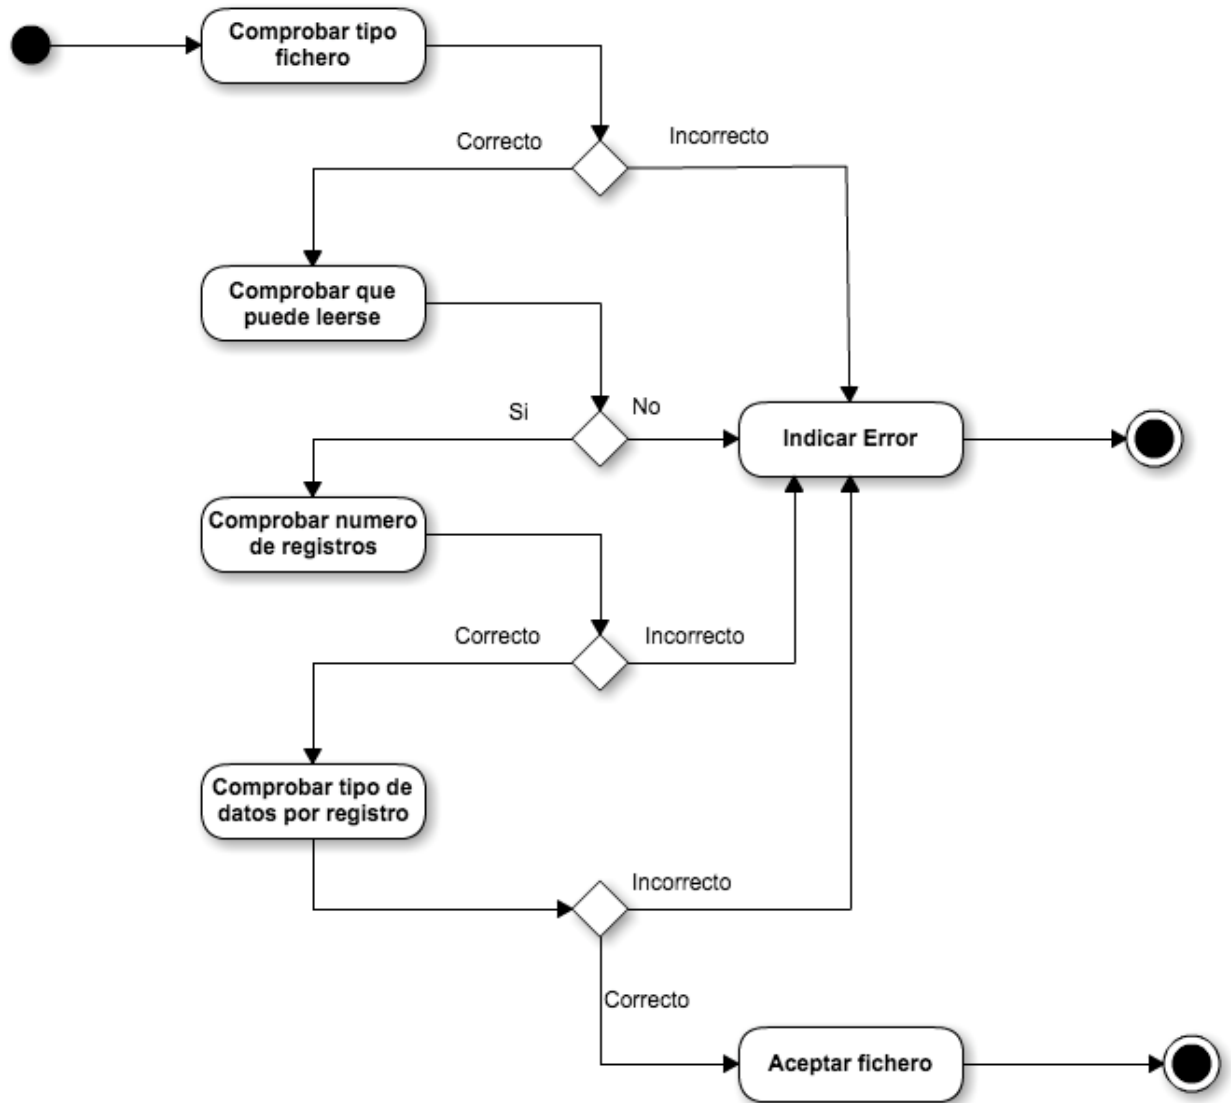 Comprobar tipo
fichero
Correcto
Incorrecto
Comprobar que
puede leerse
Si
No
Indicar Error
Comprobar numero
de registros
Correcto
Incorrecto
Comprobar tipo de
datos por registro
Incorrecto
Correcto
Aceptar fichero